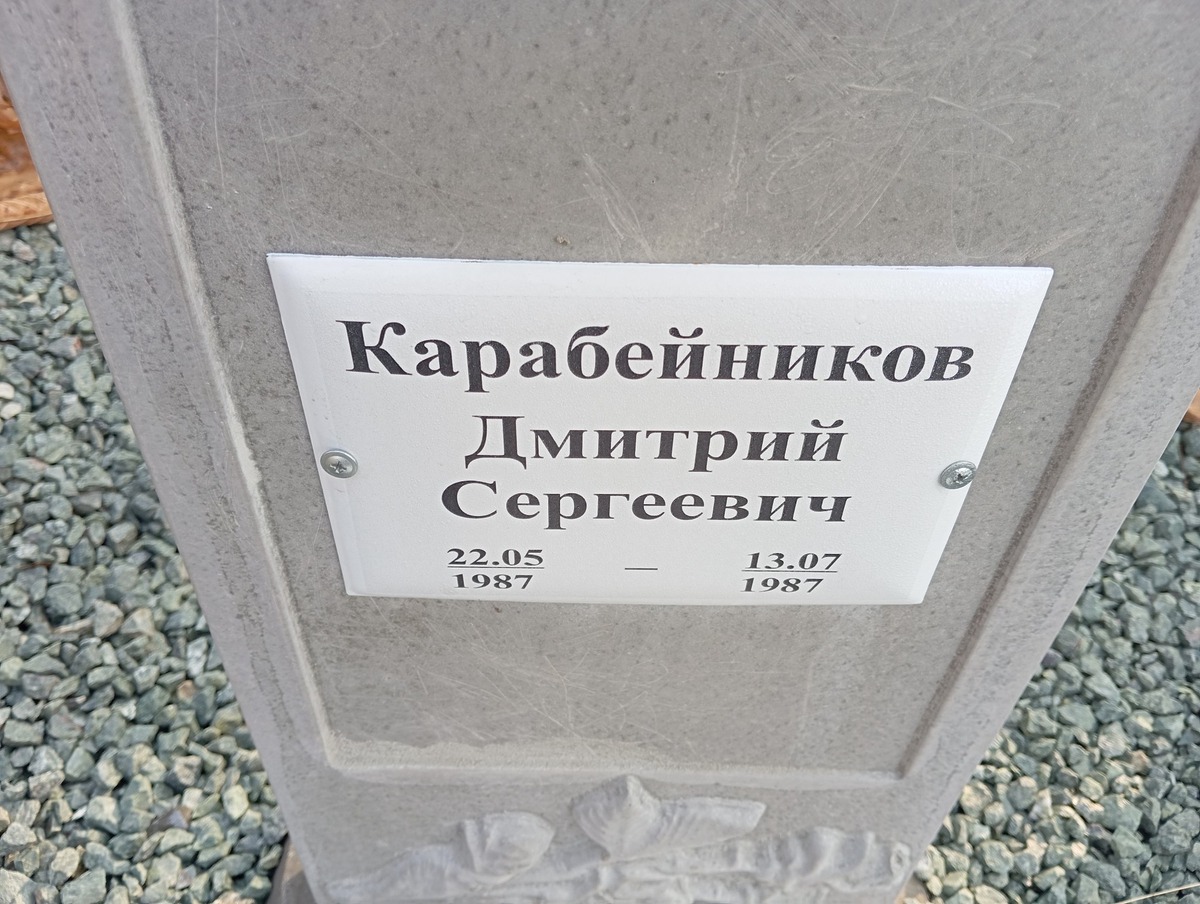 Карабейников
Дмитрий
Сергеевич
22.05 — 13.07
1987 1987